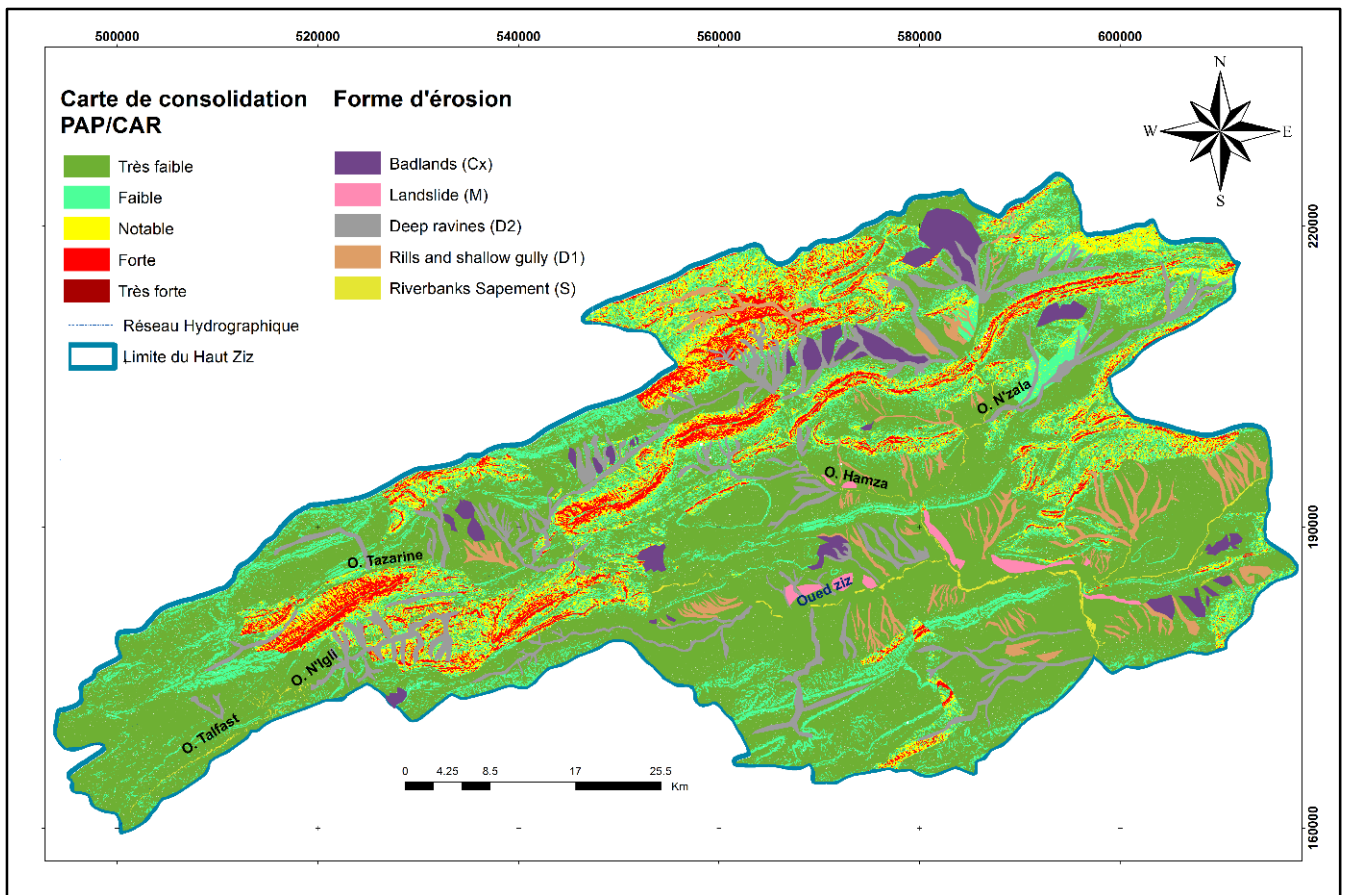 500000
520000
540000
560000
580000
600000
Carte de consolidation
PAP/CAR
Très faible
Faible
Notable
Forte
Très forte
Réseau Hydrographique
Limite du Haut Ziz
Forme d'érosion
Badlands (Cx)
Landslide (M)
Deep ravines (D2)
Rills and shallow gully (D1)
Riverbanks Sapement (S)
N
W
E
S
220000
190000
160000
O. N'zala
O. Hamza
O. Tazarine
Oued ziz
O. N'Igli
O. Talfast
0 4.25 8.5 17 25.5
Km